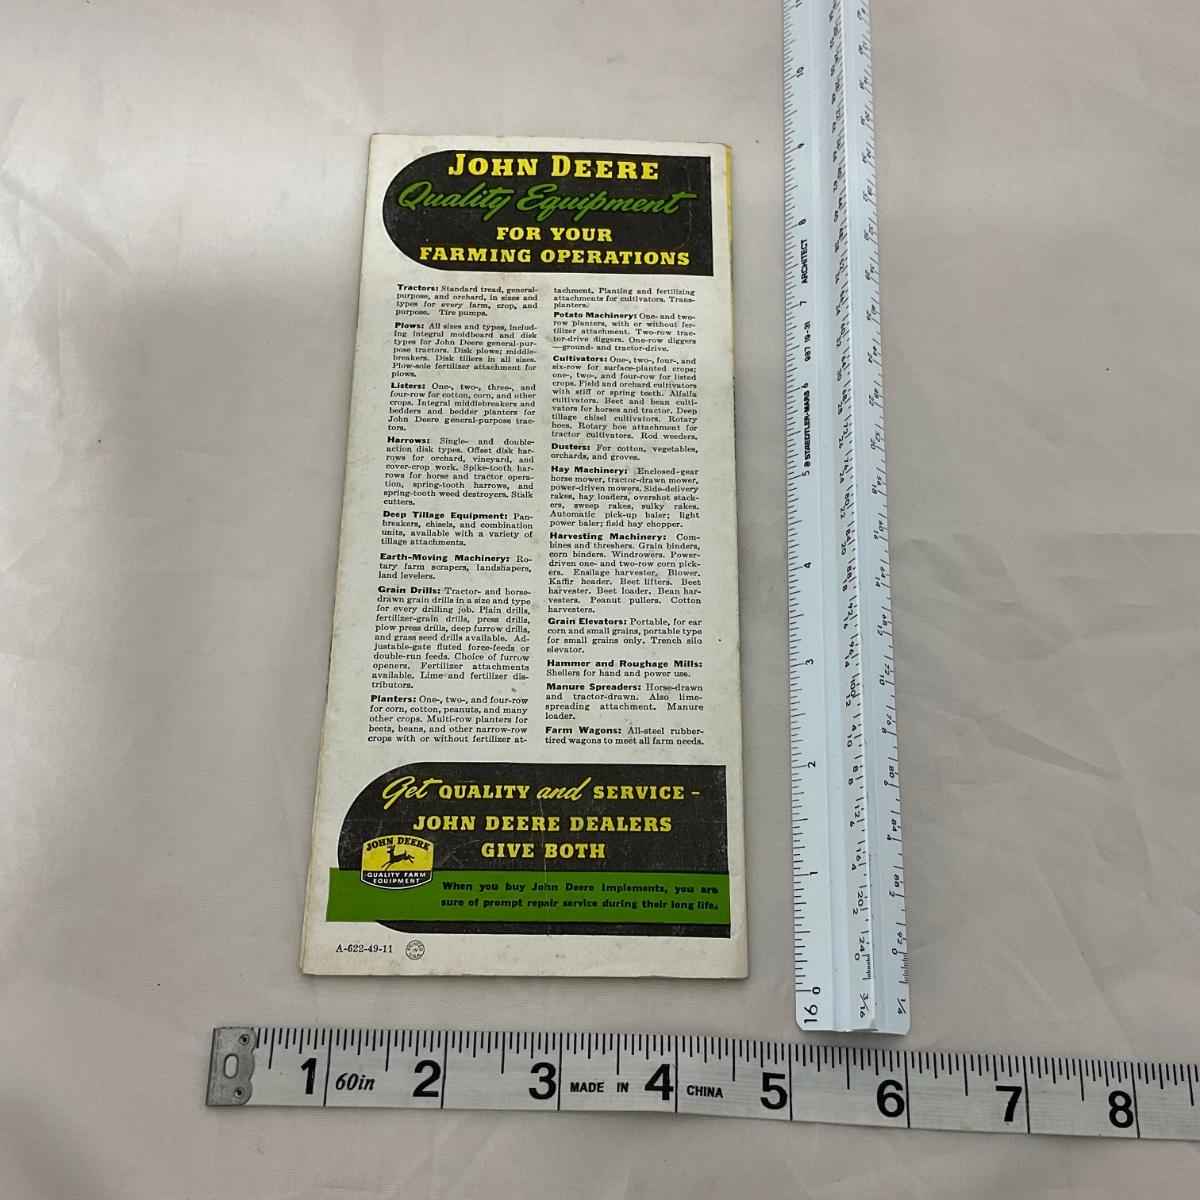 JOHN DEERE
Quality Equipment
FOR YOUR
FARMING OPERATIONS
Tractors: Standard tread, general-
purpose, and orchard, in sizes and
types for every farm, crop, and
purpose. Tire pumps.
Plows: All sizes and types, includ-
ing integral moldboard and disk
types for John Deere general-pur-
pose tractors. Disk plows; middle-
breakers. Disk tillers in all sizes.
Plow-sole fertilizer attachment for
plows.
Listers: One-, two-, three-, and
four-row for cotton, corn, and other
crops. Integral middlebreakers and
bedders and bedder planters for
John Deere general-purpose trac-
tors.
Harrows: Single- and double-
action disk types. Offset disk har-
rows for orchard, vineyard, and
cover-crop work. Spike-tooth har-
rows for horse and tractor opera-
tion, spring-tooth harrows, and
spring-tooth weed destroyers. Stalk
cutters.
Deep Tillage Equipment: Pan-
breakers, chisels, and combination
units, available with a variety of
tillage attachments.
Earth-Moving Machinery: Ro-
tary farm scrapers, landshapers,
land levelers.
Grain Drills: Tractor- and horse-
drawn grain drills in a size and type
for every drilling job. Plain drills,
fertilizer-grain drills, press drills,
plow press drills, deep furrow drills,
and grass seed drills available. Ad-
justable-gate fluted force-feeds or
double-run feeds. Choice of furrow
openers. Fertilizer attachments
available. Lime and fertilizer dis-
tributors.
Planters: One-, two-, and four-row
for corn, cotton, peanuts, and many
other crops. Multi-row planters for
beets, beans, and other narrow-row
crops with or without fertilizer at-
tachment. Planting and fertilizing
attachments for cultivators. Trans-
planters.
Potato Machinery: One- and two-
row planters, with or without fer-
tilizer attachment. Two-row trac-
tor-drive diggers. One-row diggers
—ground- and tractor-drive.
Cultivators: One-, two-, four-, and
six-row for surface-planted crops;
one-, two-, and four-row for listed
crops. Field and orchard cultivators
with stiff or spring teeth. Alfalfa
cultivators. Beet and bean culti-
vators for horses and tractor. Deep
tillage chisel cultivators. Rotary
hoes. Rotary hoe attachment for
tractor cultivators. Rod weeders.
Dusters: For cotton, vegetables,
orchards, and groves.
Hay Machinery: Enclosed-gear
horse mower, tractor-drawn mower,
power-driven mowers. Side-delivery
rakes, hay loaders, overshot stack-
ers, sweep rakes, sulky rakes.
Automatic pick-up baler; light
power baler; field hay chopper.
Harvesting Machinery: Com-
bines and threshers. Grain binders,
corn binders. Windrowers. Power-
driven one- and two-row corn pick-
ers. Ensilage harvester. Blower.
Kaffir header. Beet lifters. Beet
harvester. Beet loader. Bean har-
vesters. Peanut pullers. Cotton
harvesters.
Grain Elevators: Portable, for ear
corn and small grains, portable type
for small grains only. Trench silo
elevator.
Hammer and Roughage Mills:
Shellers for hand and power use.
Manure Spreaders: Horse-drawn
and tractor-drawn. Also lime-
spreading attachment. Manure
loader.
Farm Wagons: All-steel rubber-
tired wagons to meet all farm needs.
Get QUALITY and SERVICE -
JOHN DEERE DEALERS
GIVE BOTH
JOHN DEERE
QUALITY FARM
EQUIPMENT
When you buy John Deere Implements, you are
sure of prompt repair service during their long life.
A-622-49-11
PRINTED IN U.S.A.
ARCHITECT
987 19-31
STAEDTLER-MARS
10
9
8
7
6
5
4
3
2
1
0
16
3/16
1/4
1 60in 2 3 MADE IN 4 CHINA 5 6 7 8